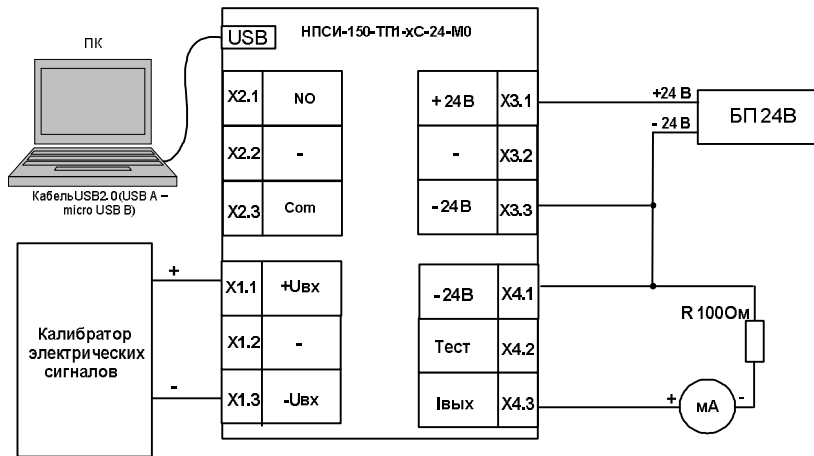 ПК
USB
НПСИ-150-ТП1-хС-24-М0
X2.1 NO
X2.2 -
X2.3 Com
+24В X3.1
- X3.2
-24В X3.3
+24 В
- 24 В
БП 24В
Кабель USB2.0(USB A –
micro USB B)
Калибратор
электрических
сигналов
+
-
X1.1 +Uвх
X1.2 -
X1.3 -Uвх
-24В X4.1
Тест X4.2
Iвых X4.3
R 100Ом
+
мА
-